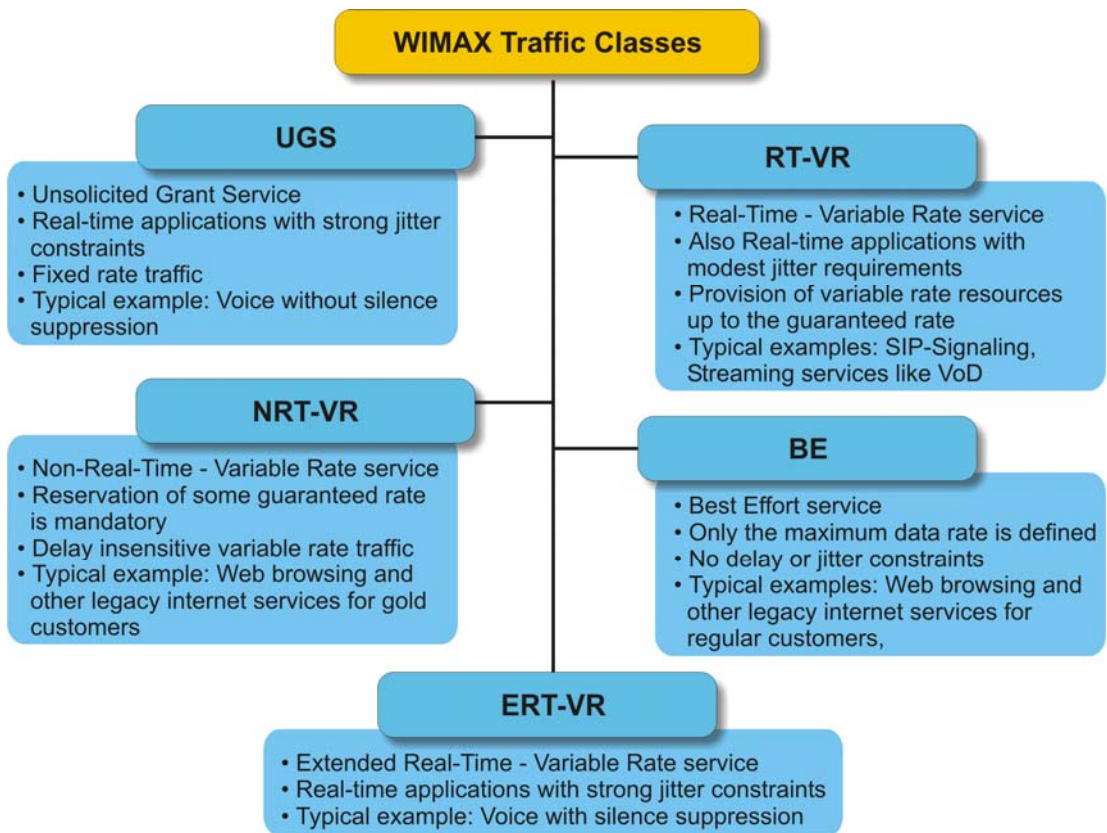 WIMAX Traffic Classes
UGS
• Unsolicited Grant Service
• Real-time applications with strong jitter
constraints
• Fixed rate traffic
• Typical example: Voice without silence
suppression
RT-VR
• Real-Time - Variable Rate service
• Also Real-time applications with
modest jitter requirements
• Provision of variable rate resources
up to the guaranteed rate
• Typical examples: SIP-Signaling,
Streaming services like VoD
NRT-VR
• Non-Real-Time - Variable Rate service
• Reservation of some guaranteed rate
is mandatory
• Delay insensitive variable rate traffic
• Typical example: Web browsing and
other legacy internet services for gold
customers
BE
• Best Effort service
• Only the maximum data rate is defined
• No delay or jitter constraints
• Typical examples: Web browsing and
other legacy internet services for
regular customers,
ERT-VR
• Extended Real-Time - Variable Rate service
• Real-time applications with strong jitter constraints
• Typical example: Voice with silence suppression